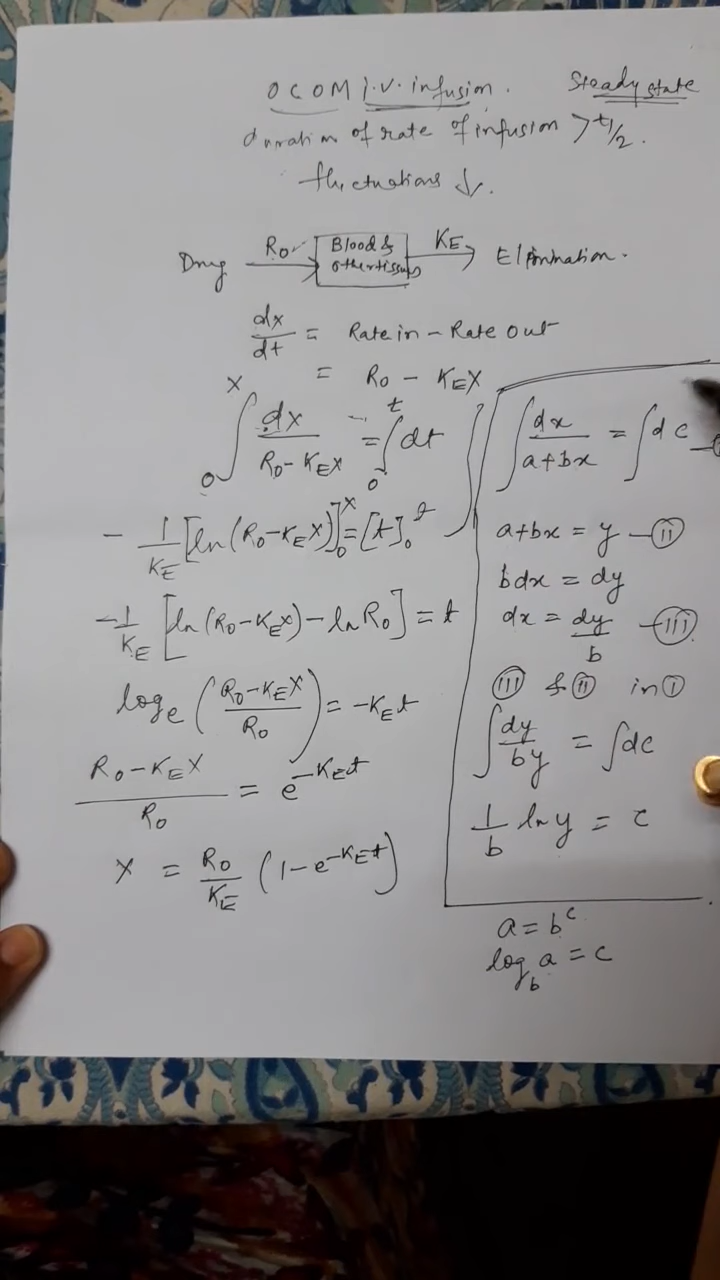 OCOM i.v. infusion. Steady state
duration of rate of infusion > t1/2.
fluctuations ↓.
Drug R0 → Blood & KE → Elimination.
other tissues
dx/dt = Rate in - Rate out
= R0 - KEX
∫₀ˣ dx/(R0-KEX) = ∫₀ᵗ dt
-1/KE [ln(R0-KEX)]₀ˣ = [t]₀ᵗ
-1/KE [ln(R0-KEX) - ln R0] = t
loge ((R0-KEX)/R0) = -KEt
(R0-KEX)/R0 = e^-KEt
X = R0/KE (1-e^-KEt)
∫ dx/(a+bx) = ∫dc
a+bx = y - (ii)
bdx = dy
dx = dy/b - (iii)
(iii) & (ii) in (i)
∫ dy/by = ∫dc
1/b ln y = c
a = b^c
log_b a = c